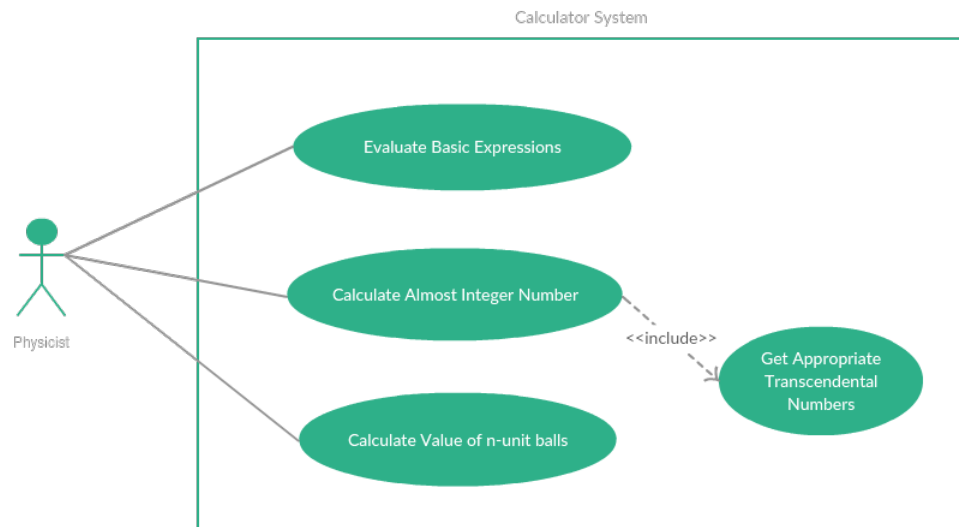 Calculator System
Evaluate Basic Expressions
Calculate Almost Integer Number
<<include>>
Get Appropriate
Transcendental
Numbers
Physicist
Calculate Value of n-unit balls